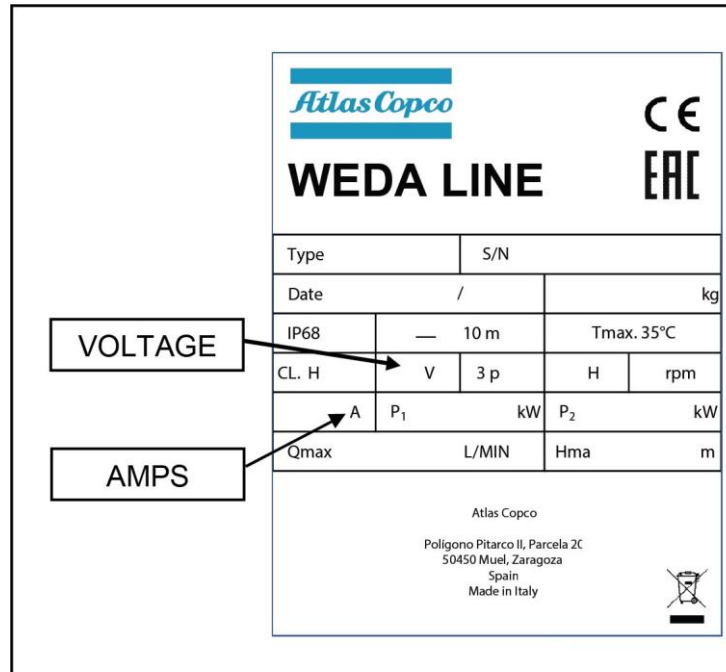 Atlas Copco
CE
EAC
WEDA LINE
Type S/N
Date / kg
IP68 — 10 m Tmax. 35°C
VOLTAGE
CL. H V 3 p H rpm
A P₁ kW P₂ kW
AMPS
Qmax L/MIN Hma m
Atlas Copco
Polígono Pitarco II, Parcela 20
50450 Muel, Zaragoza
Spain
Made in Italy